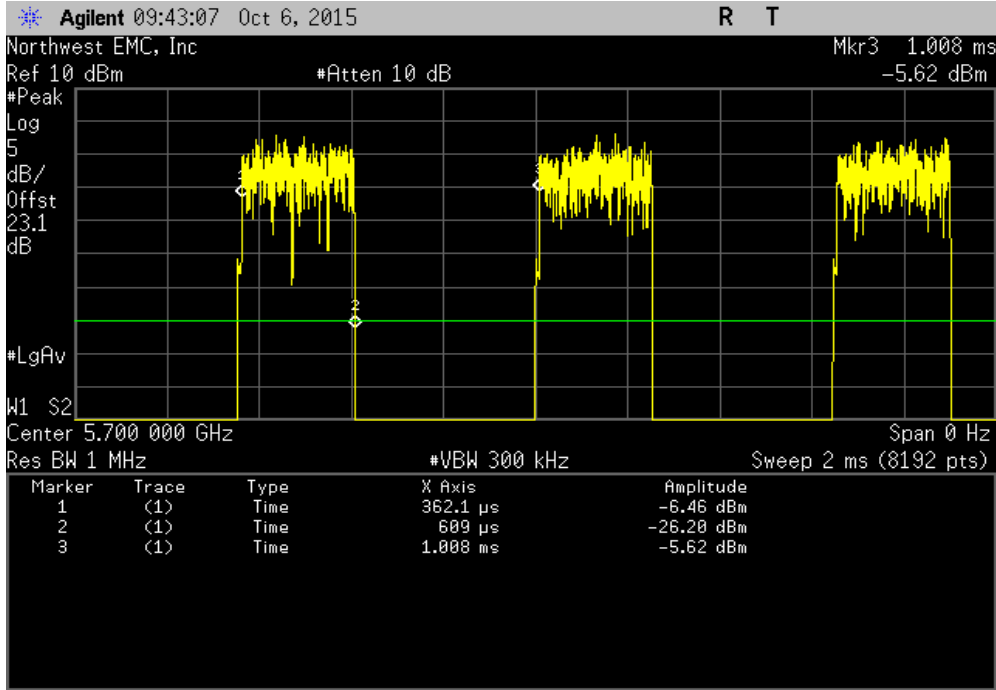 Agilent 09:43:07 Oct 6, 2015 R T
Northwest EMC, Inc Mkr3 1.008 ms
Ref 10 dBm #Atten 10 dB -5.62 dBm
#Peak
Log
5
dB/
Offst
23.1
dB
2
#LgAv
W1 S2
Center 5.700 000 GHz Span 0 Hz
Res BW 1 MHz #VBW 300 kHz Sweep 2 ms (8192 pts)
Marker Trace Type X Axis Amplitude
1 (1) Time 362.1 µs -6.46 dBm
2 (1) Time 609 µs -26.20 dBm
3 (1) Time 1.008 ms -5.62 dBm